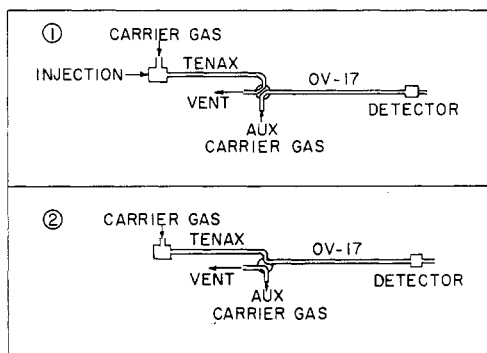 ①
CARRIER GAS
INJECTION
TENAX
OV-17
VENT
DETECTOR
AUX
CARRIER GAS
②
CARRIER GAS
TENAX
OV-17
VENT
DETECTOR
AUX
CARRIER GAS